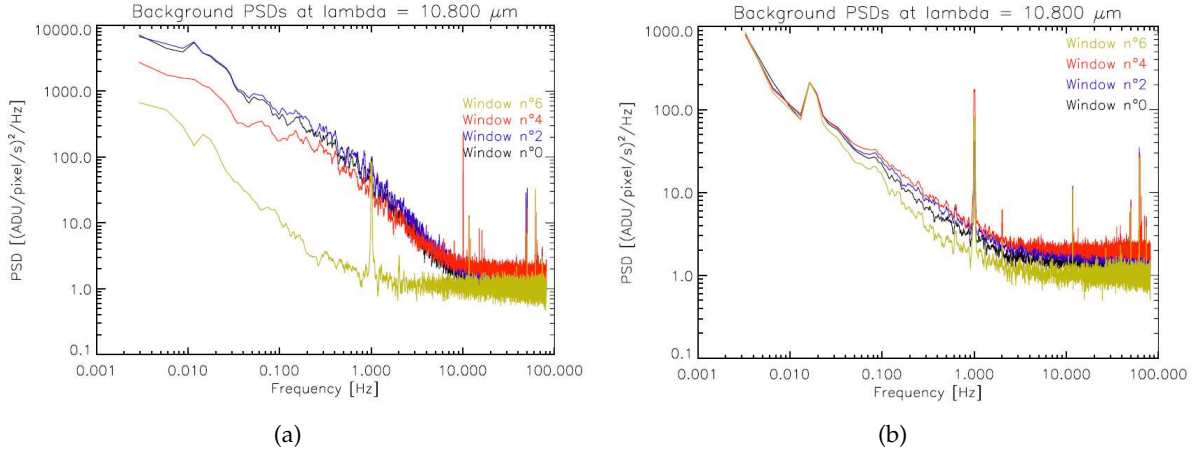 Background PSDs at lambda = 10.800 μm
10000.0
1000.0
100.0
10.0
1.0
0.1
PSD [(ADU/pixel/s)²/Hz]
Window n°6
Window n°4
Window n°2
Window n°0
0.001 0.010 0.100 1.000 10.000 100.000
Frequency [Hz]
(a)
Background PSDs at lambda = 10.800 μm
1000.0
100.0
10.0
1.0
0.1
PSD [(ADU/pixel/s)²/Hz]
Window n°6
Window n°4
Window n°2
Window n°0
0.001 0.010 0.100 1.000 10.000 100.000
Frequency [Hz]
(b)